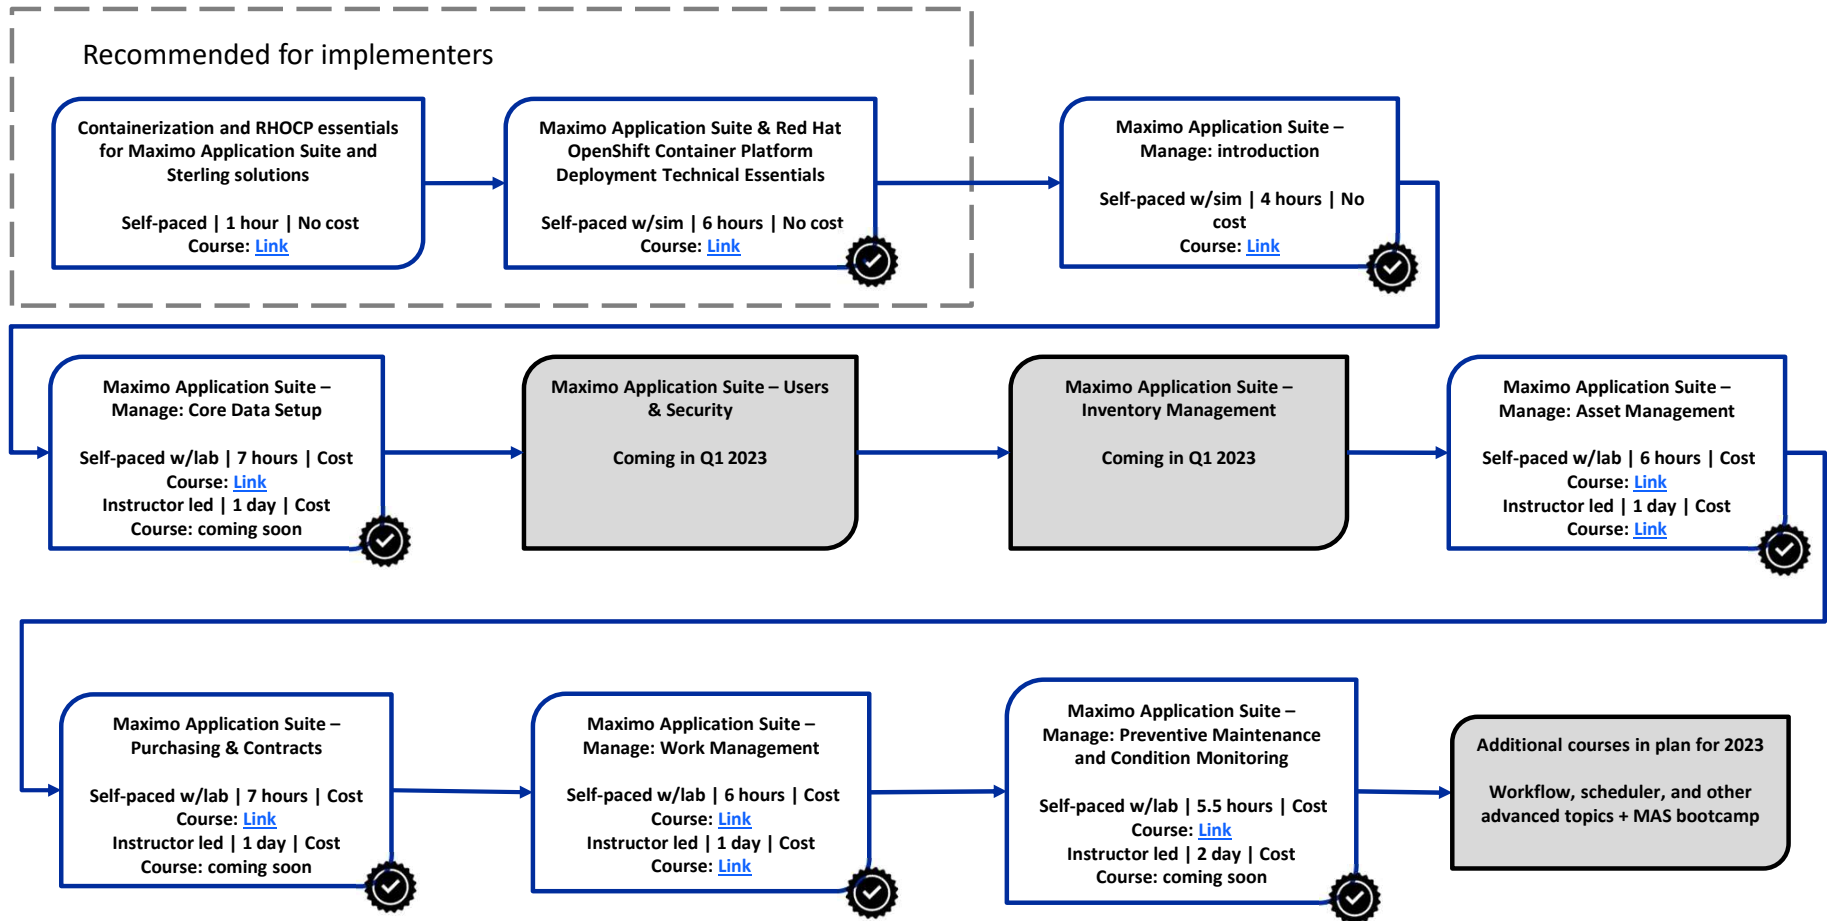 Recommended for implementers
Containerization and RHOCP essentials
for Maximo Application Suite and
Sterling solutions
Self-paced | 1 hour | No cost
Course: Link
Maximo Application Suite & Red Hat
OpenShift Container Platform
Deployment Technical Essentials
Self-paced w/sim | 6 hours | No cost
Course: Link
Maximo Application Suite –
Manage: introduction
Self-paced w/sim | 4 hours | No
cost
Course: Link
Maximo Application Suite –
Manage: Core Data Setup
Self-paced w/lab | 7 hours | Cost
Course: Link
Instructor led | 1 day | Cost
Course: coming soon
Maximo Application Suite – Users
& Security
Coming in Q1 2023
Maximo Application Suite –
Inventory Management
Coming in Q1 2023
Maximo Application Suite –
Manage: Asset Management
Self-paced w/lab | 6 hours | Cost
Course: Link
Instructor led | 1 day | Cost
Course: Link
Maximo Application Suite –
Purchasing & Contracts
Self-paced w/lab | 7 hours | Cost
Course: Link
Instructor led | 1 day | Cost
Course: coming soon
Maximo Application Suite –
Manage: Work Management
Self-paced w/lab | 6 hours | Cost
Course: Link
Instructor led | 1 day | Cost
Course: Link
Maximo Application Suite –
Manage: Preventive Maintenance
and Condition Monitoring
Self-paced w/lab | 5.5 hours | Cost
Course: Link
Instructor led | 2 day | Cost
Course: coming soon
Additional courses in plan for 2023
Workflow, scheduler, and other
advanced topics + MAS bootcamp